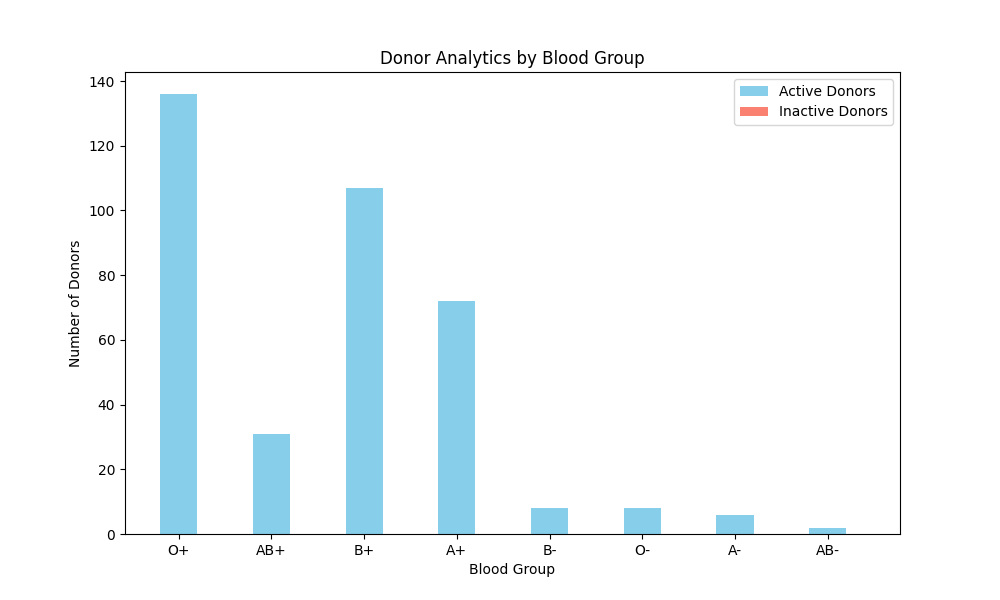 Donor Analytics by Blood Group
Active Donors
Inactive Donors
140
120
100
80
60
40
20
0
Number of Donors
O+ AB+ B+ A+ B- O- A- AB-
Blood Group